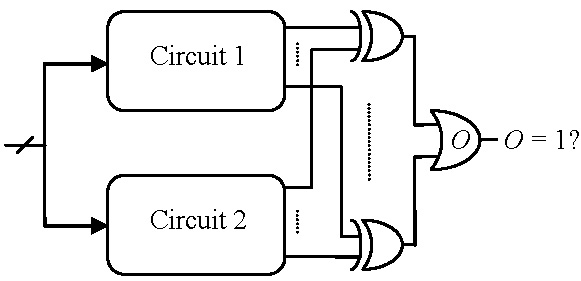 Circuit 1
O
O = 1?
Circuit 2